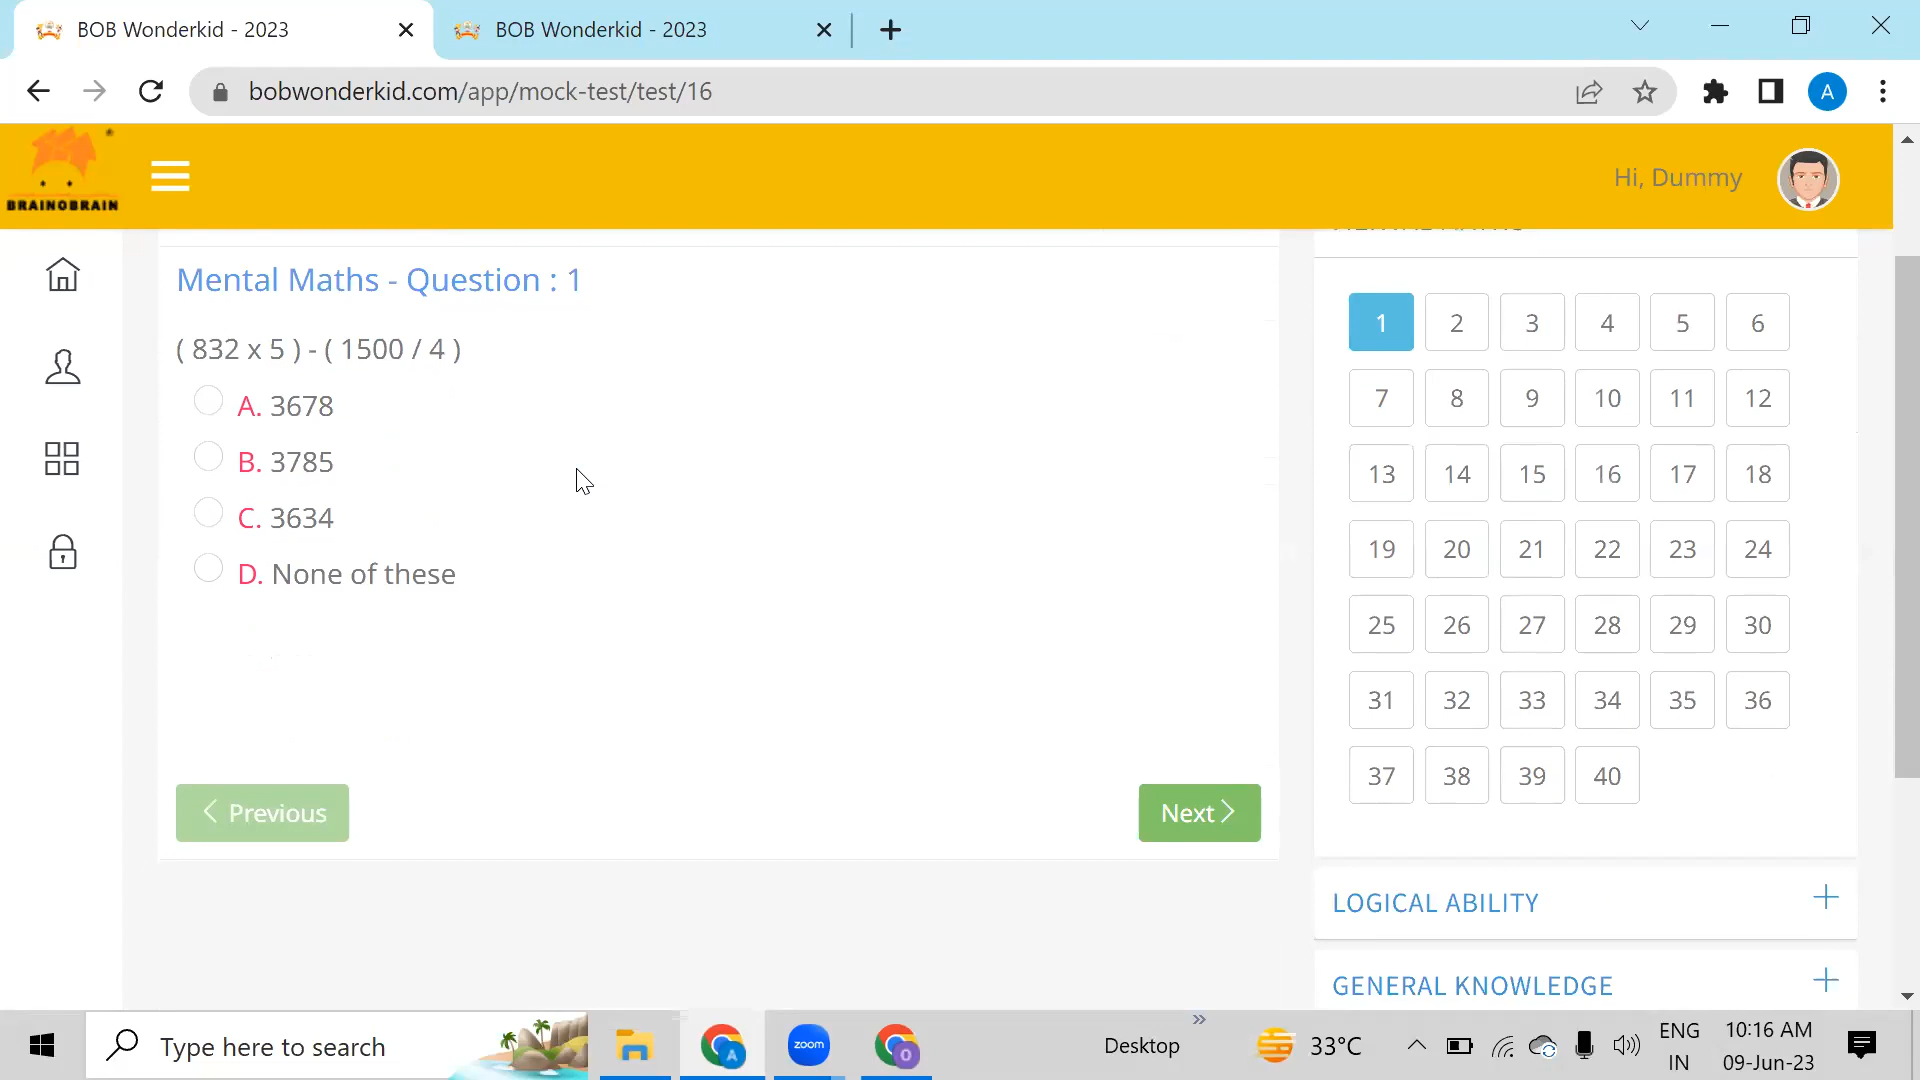 BOB Wonderkid - 2023
BOB Wonderkid - 2023
bobwonderkid.com/app/mock-test/test/16
A
BRAINOBRAIN
Hi, Dummy
Mental Maths - Question : 1
( 832 x 5 ) - ( 1500 / 4 )
A. 3678
B. 3785
C. 3634
D. None of these
Previous
Next
1 2 3 4 5 6
7 8 9 10 11 12
13 14 15 16 17 18
19 20 21 22 23 24
25 26 27 28 29 30
31 32 33 34 35 36
37 38 39 40
LOGICAL ABILITY
GENERAL KNOWLEDGE
Type here to search
A
zoom
O
Desktop
33°C
ENG
IN
10:16 AM
09-Jun-23